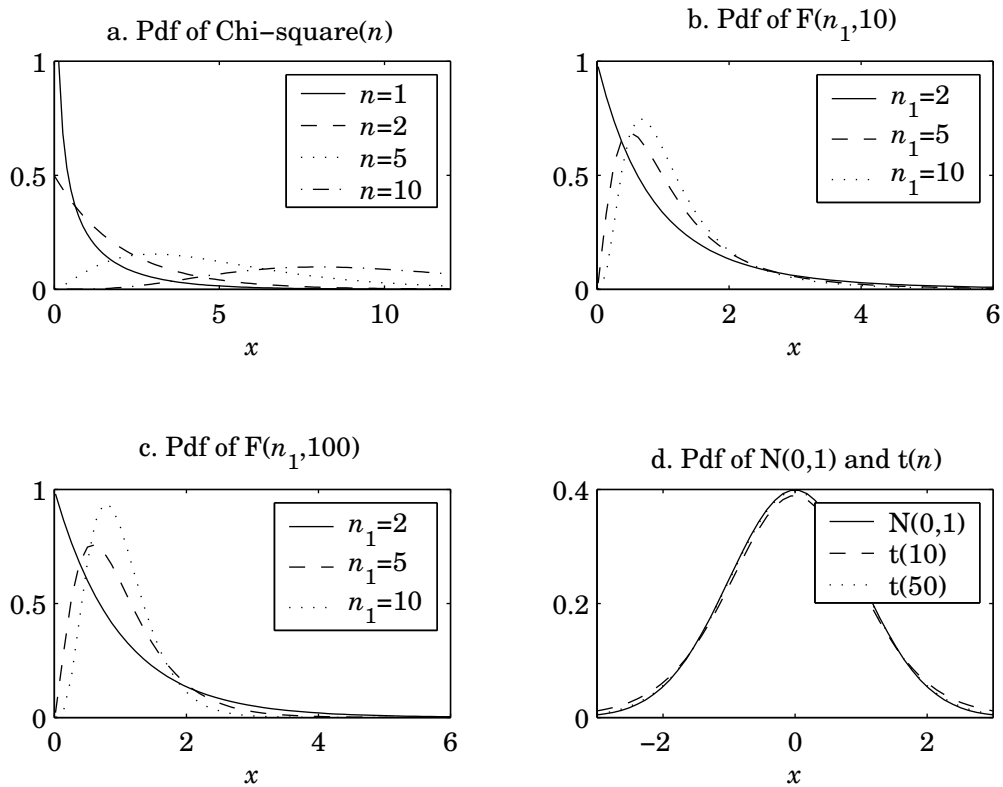 a. Pdf of Chi−square(n)
1
0.5
0
0
5
10
x
n=1
n=2
n=5
n=10
b. Pdf of F(n1,10)
1
0.5
0
0
2
4
6
x
n1=2
n1=5
n1=10
c. Pdf of F(n1,100)
1
0.5
0
0
2
4
6
x
n1=2
n1=5
n1=10
d. Pdf of N(0,1) and t(n)
0.4
0.2
0
−2
0
2
x
N(0,1)
t(10)
t(50)